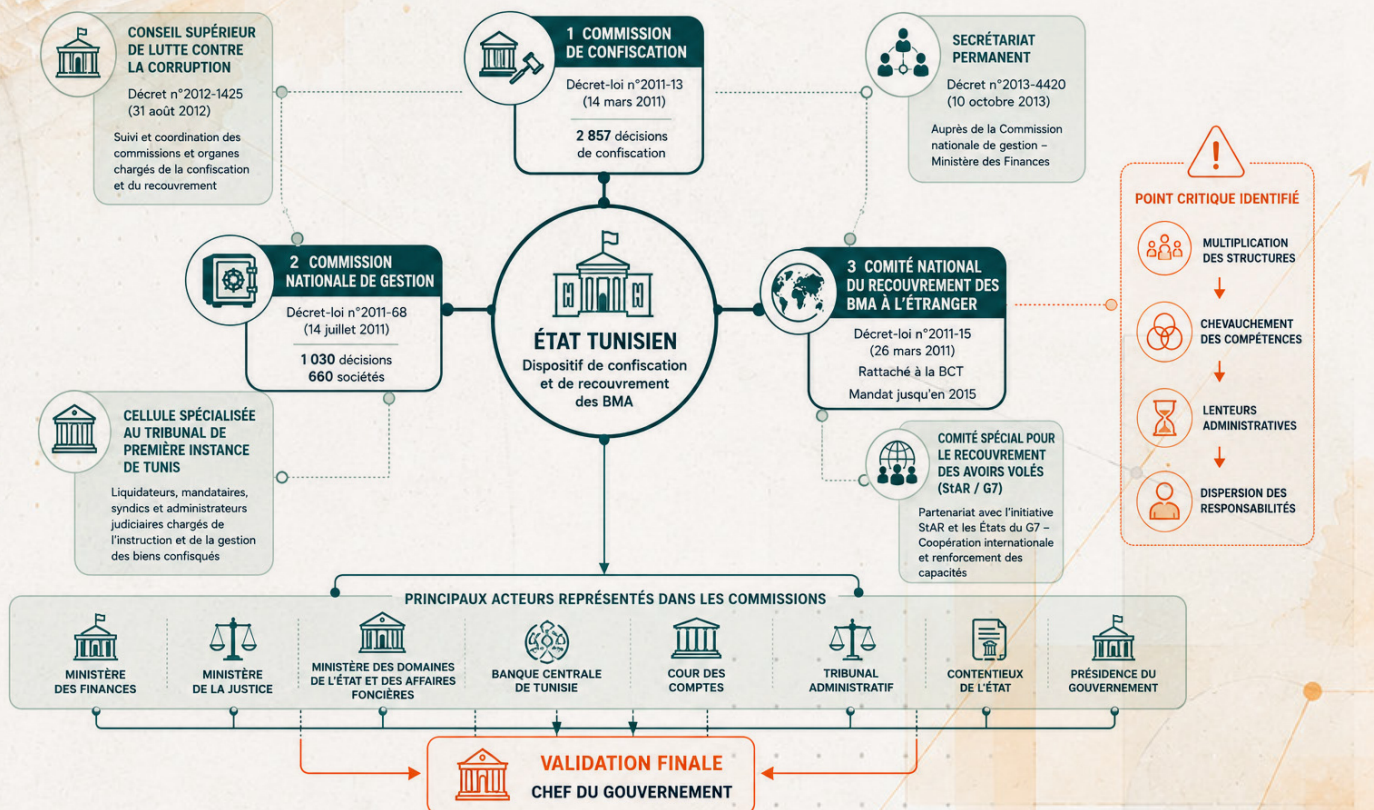 CONSEIL SUPÉRIEUR
DE LUTTE CONTRE
LA CORRUPTION
Décret n°2012-1425
(31 août 2012)
Suivi et coordination des
commissions et organes
chargés de la confiscation
et du recouvrement
1 COMMISSION
DE CONFISCATION
Décret-loi n°2011-13
(14 mars 2011)
2 857 décisions
de confiscation
SECRÉTARIAT
PERMANENT
Décret n°2013-4420
(10 octobre 2013)
Auprès de la Commission
nationale de gestion –
Ministère des Finances
2 COMMISSION
NATIONALE DE GESTION
Décret-loi n°2011-68
(14 juillet 2011)
1 030 décisions
660 sociétés
ÉTAT TUNISIEN
Dispositif de confiscation
et de recouvrement
des BMA
3 COMITÉ NATIONAL
DU RECOUVREMENT DES
BMA À L'ÉTRANGER
Décret-loi n°2011-15
(26 mars 2011)
Rattaché à la BCT
Mandat jusqu'en 2015
POINT CRITIQUE IDENTIFIÉ
MULTIPLICATION
DES STRUCTURES
CHEVAUCHEMENT
DES COMPÉTENCES
LENTEURS
ADMINISTRATIVES
DISPERSION DES
RESPONSABILITÉS
CELLULE SPÉCIALISÉE
AU TRIBUNAL DE
PREMIÈRE INSTANCE
DE TUNIS
Liquidateurs, mandataires,
syndics et administrateurs
judiciaires chargés de
l'instruction et de la gestion
des biens confisqués
COMITÉ SPÉCIAL POUR
LE RECOUVREMENT
DES AVOIRS VOLÉS
(StAR / G7)
Partenariat avec l'initiative
StAR et les États du G7 –
Coopération internationale
et renforcement des
capacités
PRINCIPAUX ACTEURS REPRÉSENTÉS DANS LES COMMISSIONS
MINISTÈRE
DES FINANCES
MINISTÈRE
DE LA JUSTICE
MINISTÈRE DES DOMAINES
DE L'ÉTAT ET DES AFFAIRES
FONCIÈRES
BANQUE CENTRALE
DE TUNISIE
COUR DES
COMPTES
TRIBUNAL
ADMINISTRATIF
CONTENTIEUX
DE L'ÉTAT
PRÉSIDENCE DU
GOUVERNEMENT
VALIDATION FINALE
CHEF DU GOUVERNEMENT